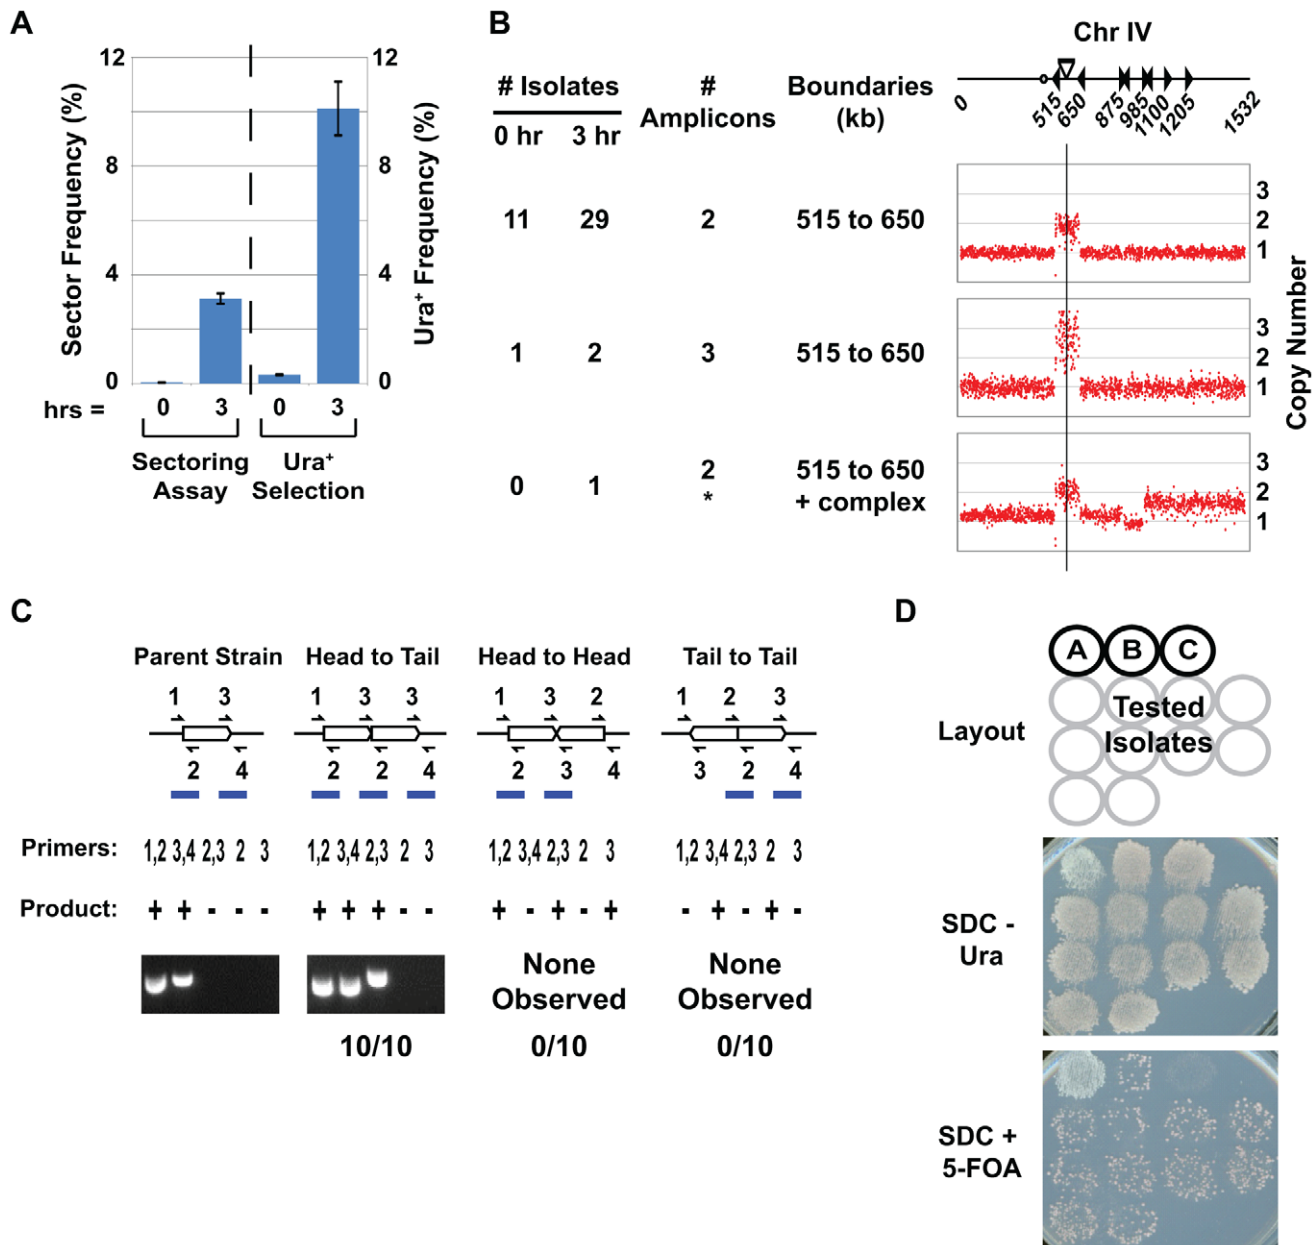 A
12
8
4
0
Sector Frequency (%)
12
8
4
0
Ura+ Frequency (%)
hrs = 0 3 0 3
Sectoring Assay
Ura+ Selection
B
# Isolates
0 hr 3 hr
# Amplicons
Boundaries (kb)
Chr IV
0 515 650 875 985 1100 1205 1532
11 29 2 515 to 650
3
2
1
1 2 3 515 to 650
3
2
1
0 1 2 * 515 to 650 + complex
3
2
1
Copy Number
C
Parent Strain Head to Tail Head to Head Tail to Tail
1 3 1 3 3 1 3 2 1 2 3
2 4 2 2 4 2 3 4 3 2 4
Primers: 1,2 3,4 2,3 2 3 1,2 3,4 2,3 2 3 1,2 3,4 2,3 2 3 1,2 3,4 2,3 2 3
Product: + + - - - + + + - - + - + - + - + - + -
None Observed
None Observed
10/10 0/10 0/10
D
A B C
Layout
Tested Isolates
SDC - Ura
SDC + 5-FOA